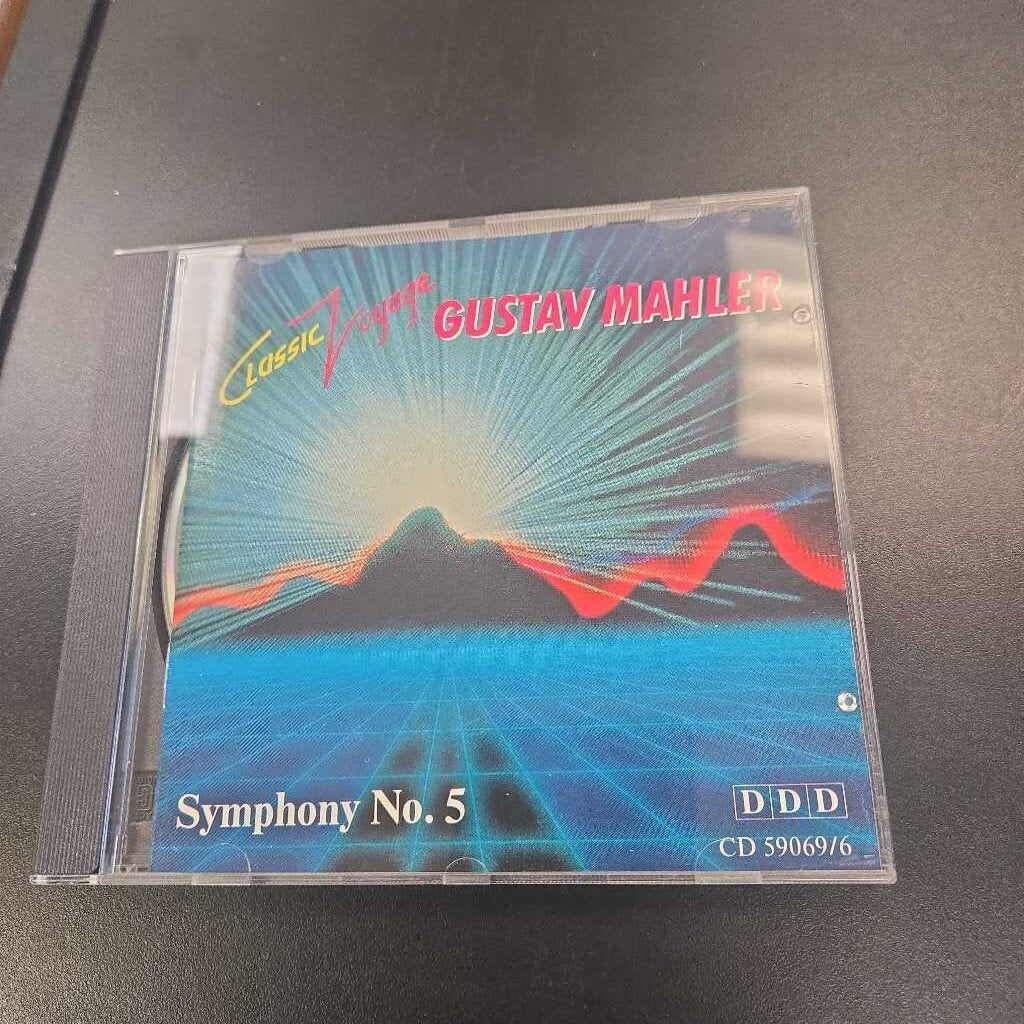 Classic Voyage GUSTAV MAHLER
Symphony No. 5
DDD
CD 59069/6